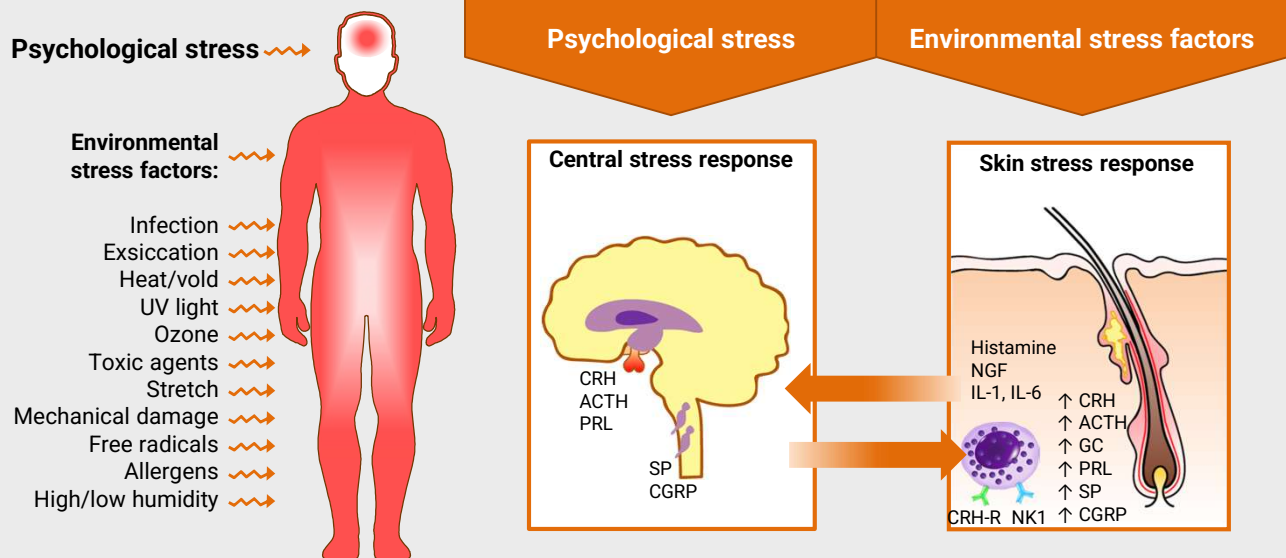 Psychological stress
Environmental
stress factors:
Infection
Exsiccation
Heat/vold
UV light
Ozone
Toxic agents
Stretch
Mechanical damage
Free radicals
Allergens
High/low humidity
Psychological stress
Environmental stress factors
Central stress response
CRH
ACTH
PRL
SP
CGRP
Skin stress response
Histamine
NGF
IL-1, IL-6
↑ CRH
↑ ACTH
↑ GC
↑ PRL
↑ SP
↑ CGRP
CRH-R NK1